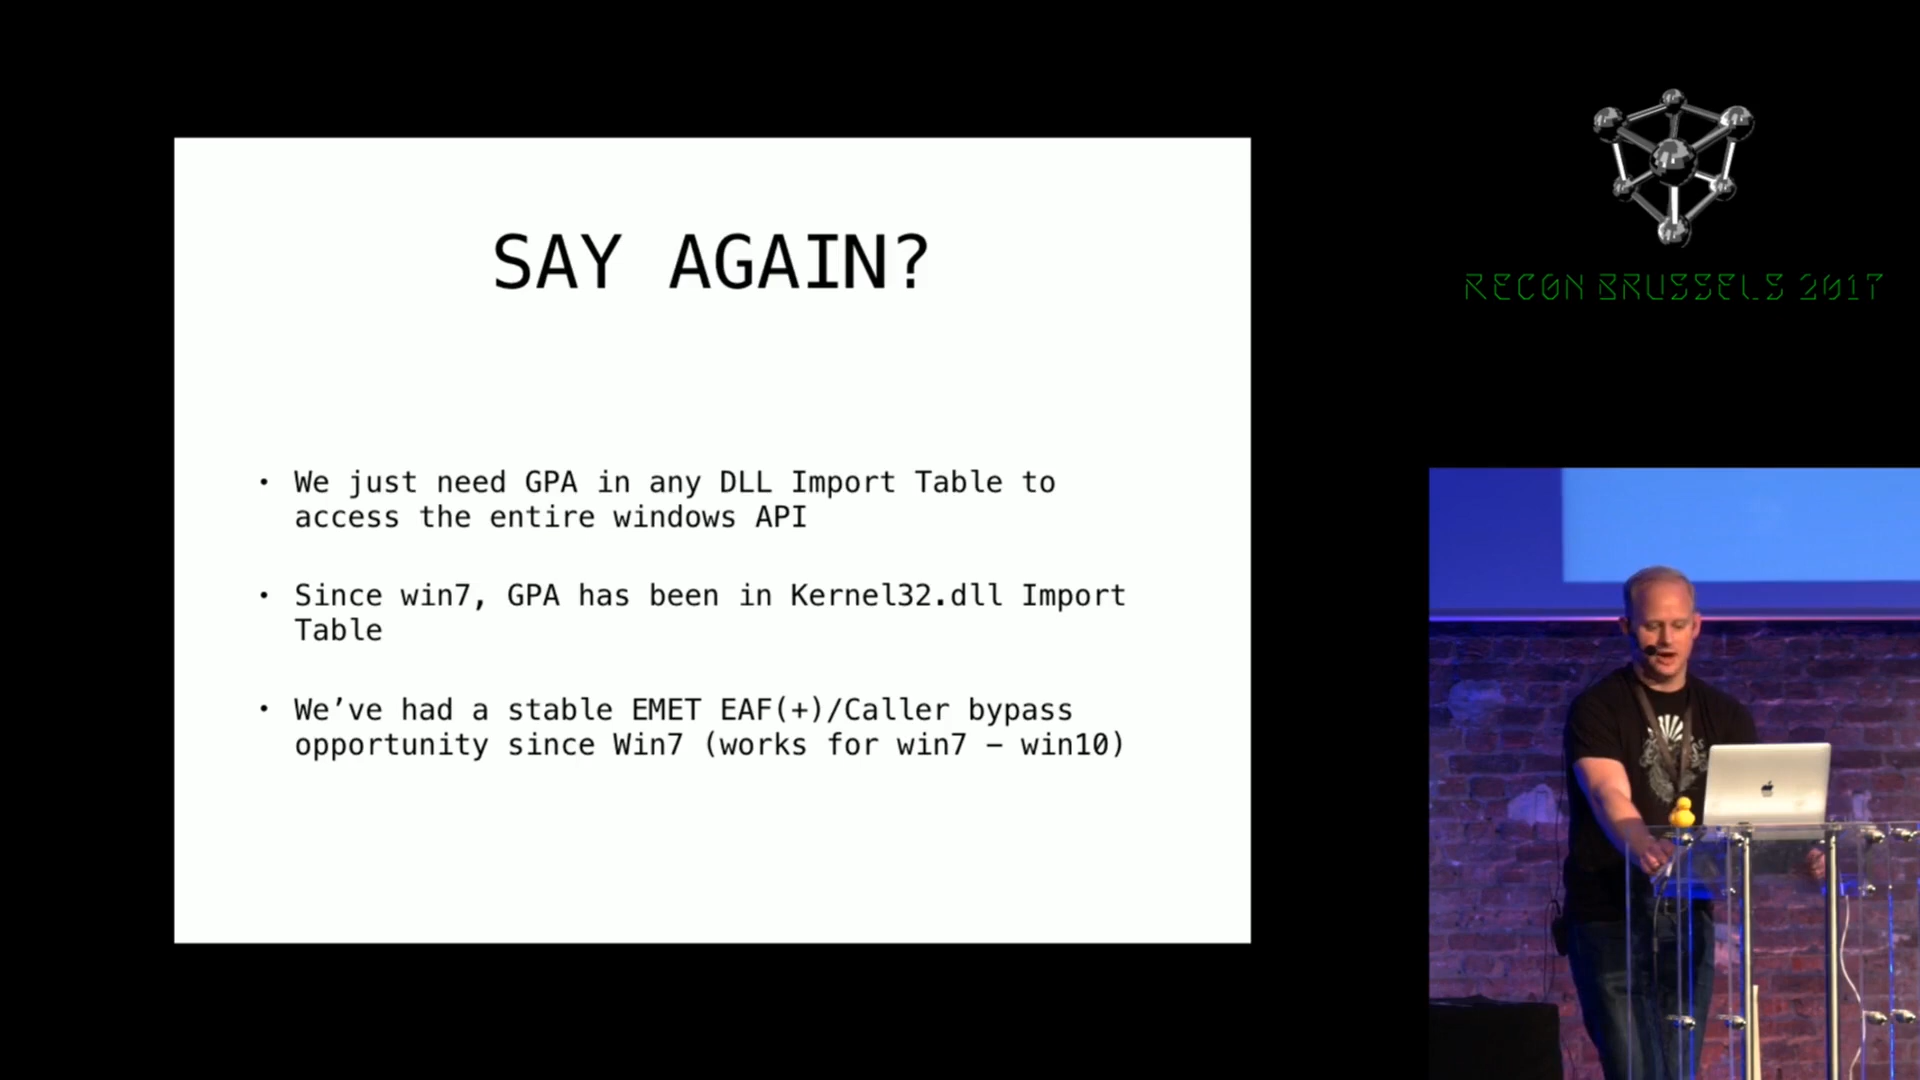 SAY AGAIN?
• We just need GPA in any DLL Import Table to
access the entire windows API
• Since win7, GPA has been in Kernel32.dll Import
Table
• We’ve had a stable EMET EAF(+)/Caller bypass
opportunity since Win7 (works for win7 – win10)
RECON BRUSSELS 2017